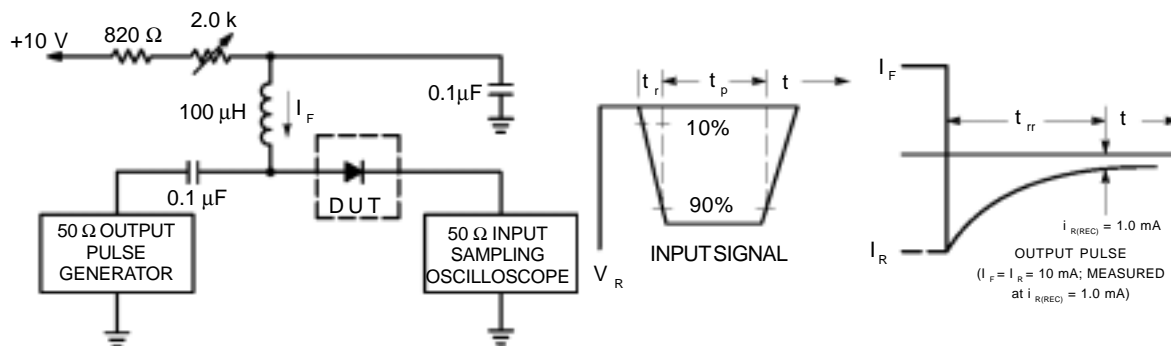 +10 V
820 Ω
2.0 k
100 μH
I F
0.1μF
0.1 μF
D U T
50 Ω OUTPUT
PULSE
GENERATOR
50 Ω INPUT
SAMPLING
OSCILLOSCOPE
t r
t p
t
10%
90%
V R
INPUT SIGNAL
I F
t rr
t
I R
i R(REC) = 1.0 mA
OUTPUT PULSE
(I F = I R = 10 mA; MEASURED
at i R(REC) = 1.0 mA)